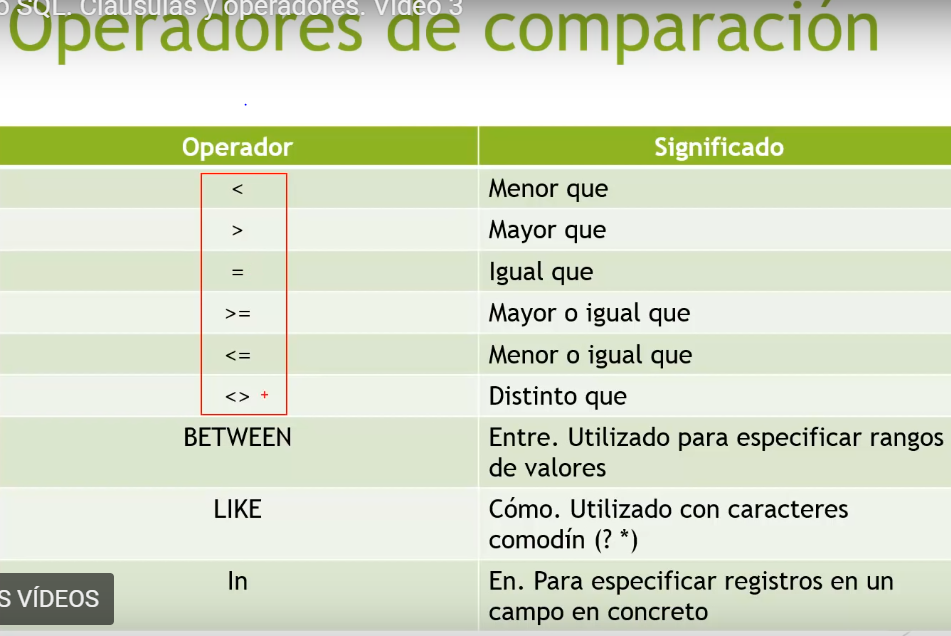 o SQL. Cláusulas y operadores. Vídeo 3
Operadores de comparación
Operador Significado
< Menor que
> Mayor que
= Igual que
>= Mayor o igual que
<= Menor o igual que
<> + Distinto que
BETWEEN Entre. Utilizado para especificar rangos
de valores
LIKE Cómo. Utilizado con caracteres
comodín (? *)
In En. Para especificar registros en un
campo en concreto
S VÍDEOS